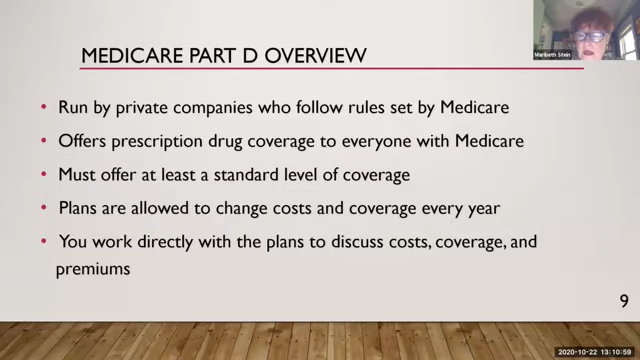 Maribeth Stein
MEDICARE PART D OVERVIEW
• Run by private companies who follow rules set by Medicare
• Offers prescription drug coverage to everyone with Medicare
• Must offer at least a standard level of coverage
• Plans are allowed to change costs and coverage every year
• You work directly with the plans to discuss costs, coverage, and
premiums
9
2020-10-22 13:10:59